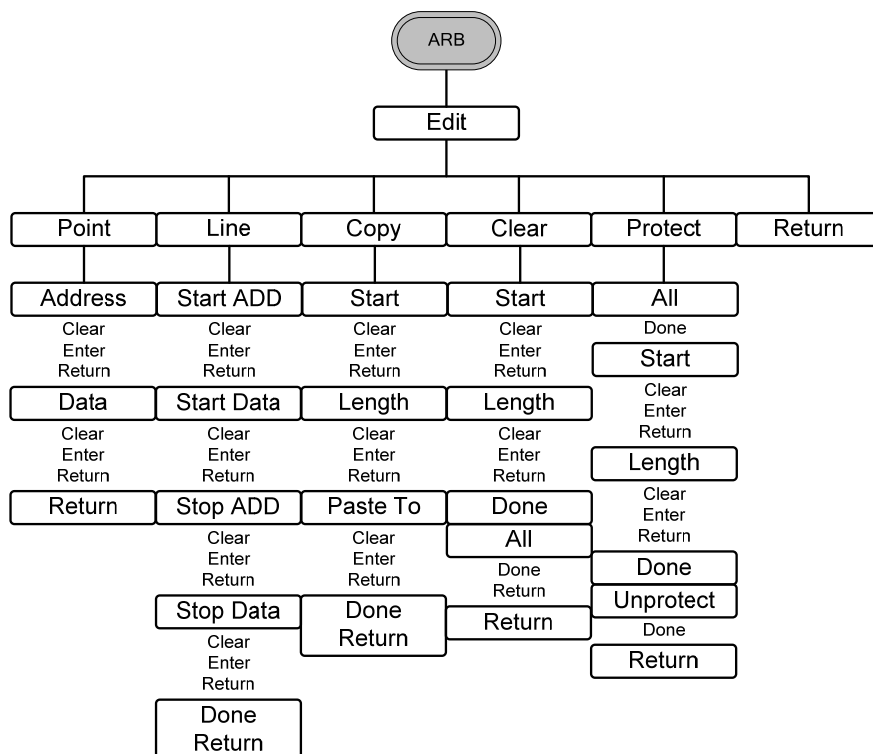 ARB
Edit
Point
Line
Copy
Clear
Protect
Return
Address
Clear
Enter
Return
Data
Clear
Enter
Return
Return
Start ADD
Clear
Enter
Return
Start Data
Clear
Enter
Return
Stop ADD
Clear
Enter
Return
Stop Data
Clear
Enter
Return
Done
Return
Start
Clear
Enter
Return
Length
Clear
Enter
Return
Paste To
Clear
Enter
Return
Done
Return
Start
Clear
Enter
Return
Length
Clear
Enter
Return
Done
All
Done
Return
Return
All
Done
Start
Clear
Enter
Return
Length
Clear
Enter
Return
Done
Unprotect
Done
Return